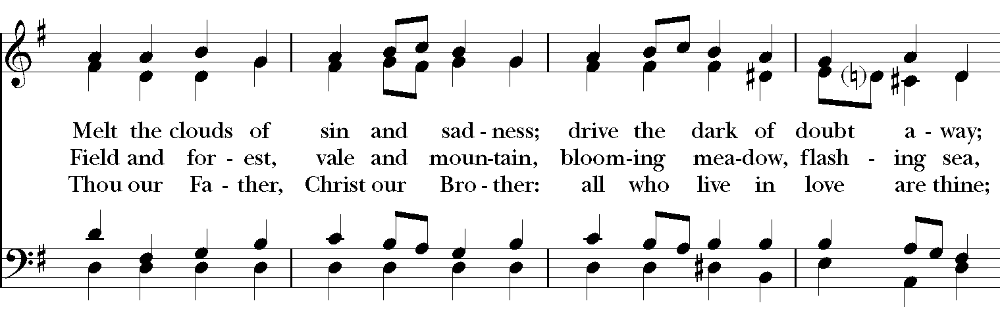 Melt the clouds of sin and sad - ness; drive the dark of doubt a - way;
Field and for - est, vale and moun-tain, bloom-ing mea-dow, flash - ing sea,
Thou our Fa - ther, Christ our Bro - ther: all who live in love are thine;